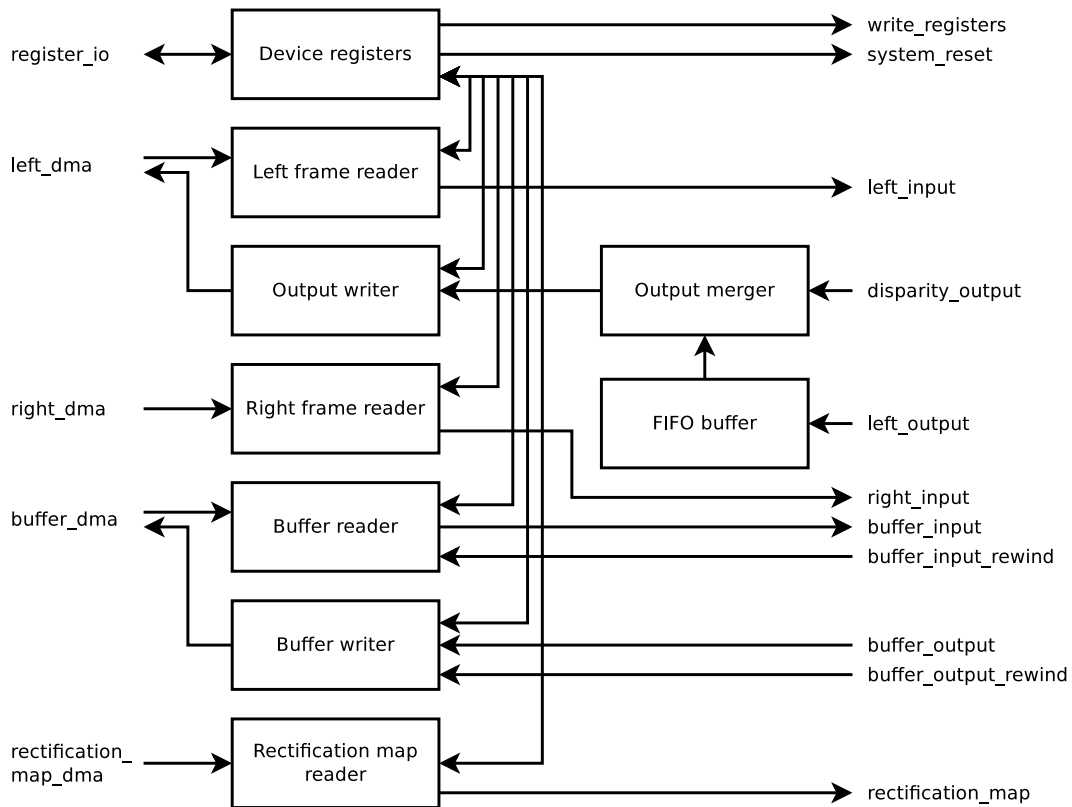 write_registers
register_io
Device registers
system_reset
left_dma
Left frame reader
left_input
Output writer
Output merger
disparity_output
right_dma
Right frame reader
FIFO buffer
left_output
right_input
buffer_dma
Buffer reader
buffer_input
buffer_input_rewind
Buffer writer
buffer_output
buffer_output_rewind
rectification_
map_dma
Rectification map
reader
rectification_map